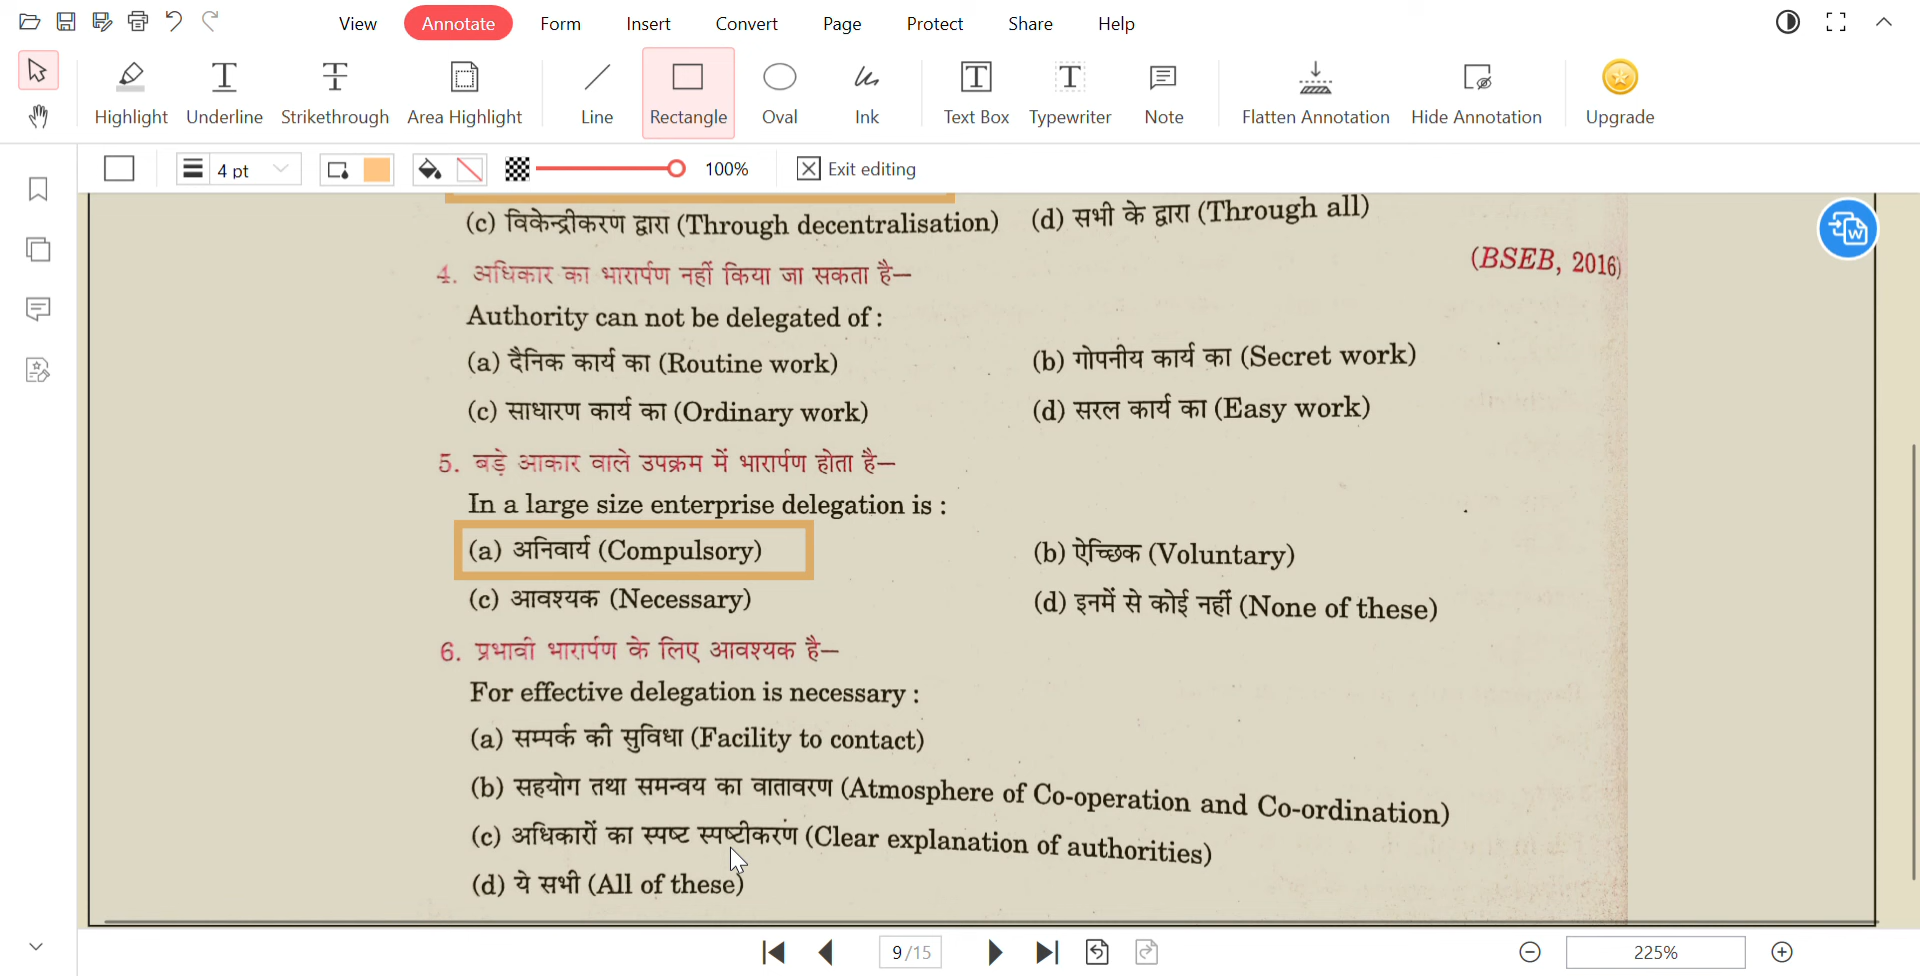 View Annotate Form Insert Convert Page Protect Share Help
Highlight Underline Strikethrough Area Highlight Line Rectangle Oval Ink Text Box Typewriter Note Flatten Annotation Hide Annotation Upgrade
4 pt 100% Exit editing
(c) विकेन्द्रीकरण द्वारा (Through decentralisation) (d) सभी के द्वारा (Through all)
(BSEB, 2016)
4. अधिकार का भारार्पण नहीं किया जा सकता है—
Authority can not be delegated of :
(a) दैनिक कार्य का (Routine work) (b) गोपनीय कार्य का (Secret work)
(c) साधारण कार्य का (Ordinary work) (d) सरल कार्य का (Easy work)
5. बड़े आकार वाले उपक्रम में भारार्पण होता है—
In a large size enterprise delegation is :
(a) अनिवार्य (Compulsory) (b) ऐच्छिक (Voluntary)
(c) आवश्यक (Necessary) (d) इनमें से कोई नहीं (None of these)
6. प्रभावी भारार्पण के लिए आवश्यक है—
For effective delegation is necessary :
(a) सम्पर्क की सुविधा (Facility to contact)
(b) सहयोग तथा समन्वय का वातावरण (Atmosphere of Co-operation and Co-ordination)
(c) अधिकारों का स्पष्ट स्पष्टीकरण (Clear explanation of authorities)
(d) ये सभी (All of these)
9/15 225%